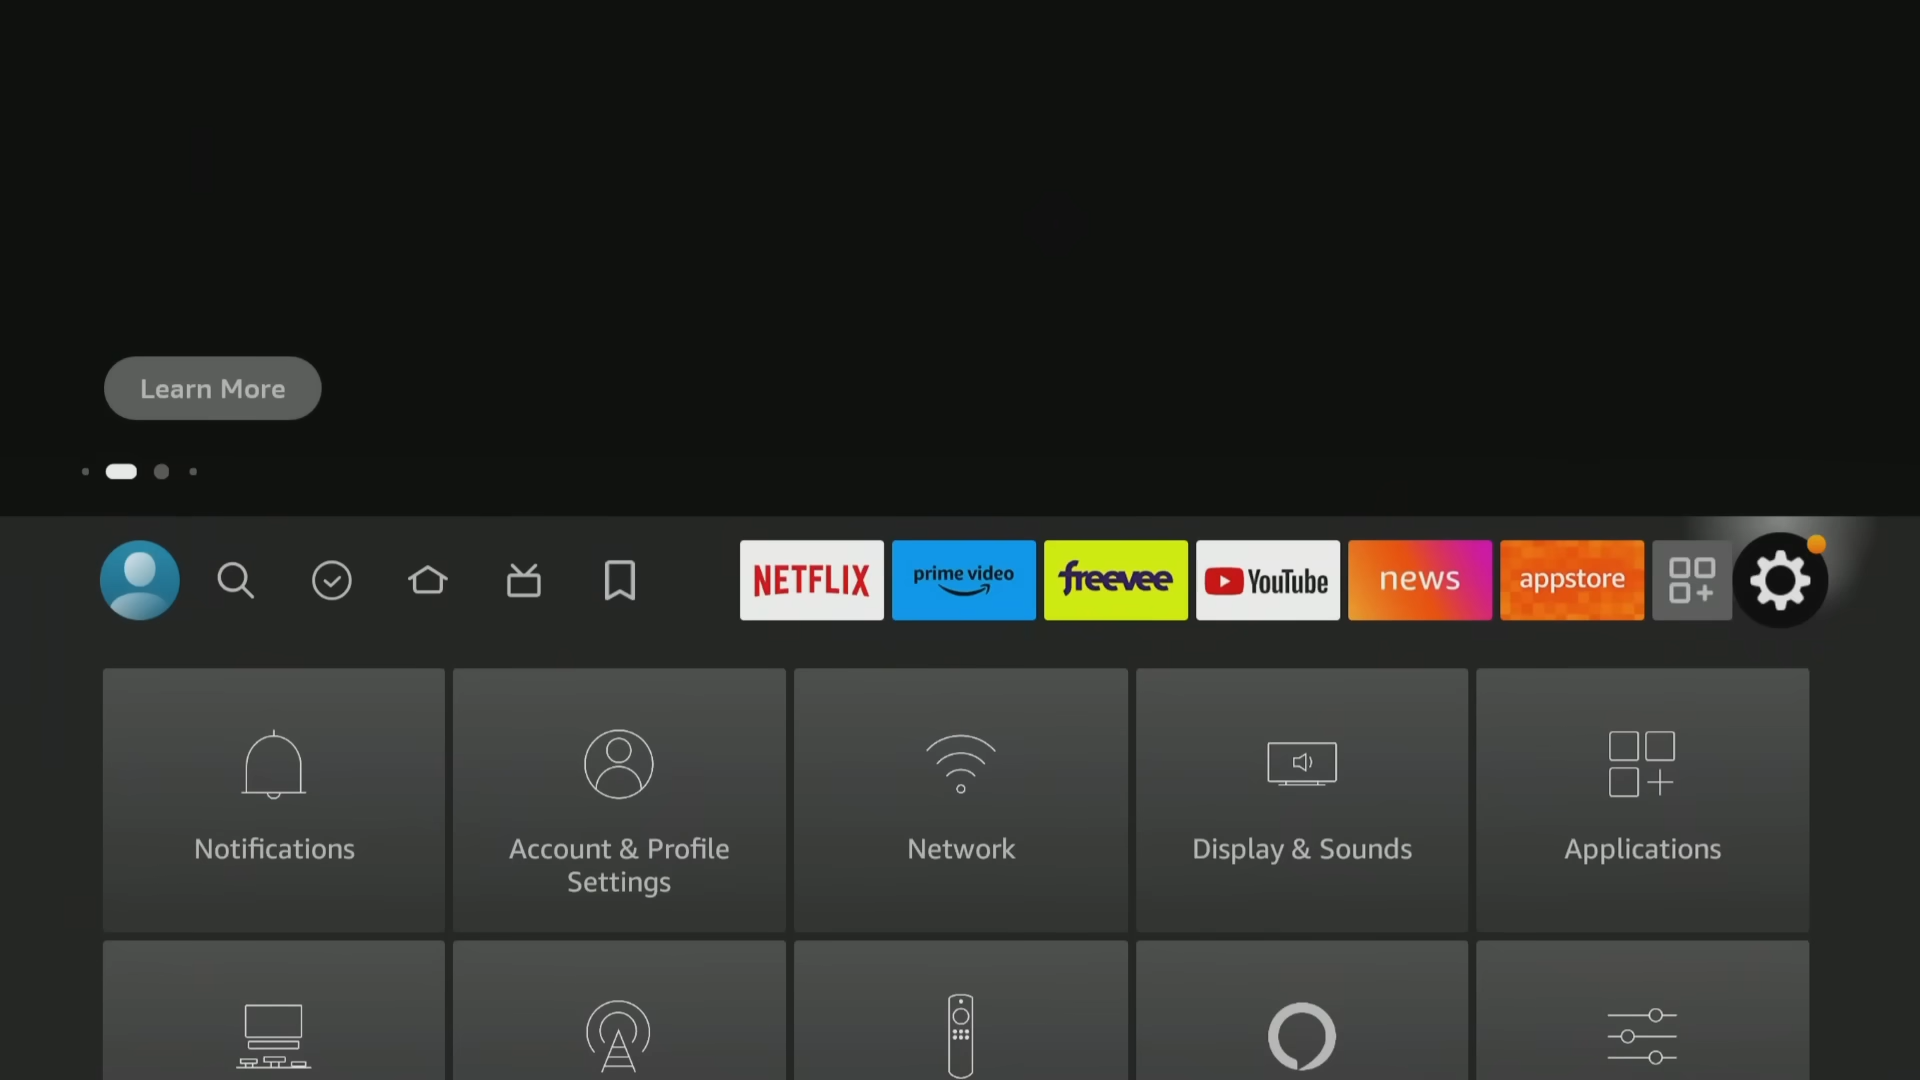 Learn More
NETFLIX
prime video
freevee
YouTube
news
appstore
Notifications
Account & Profile
Settings
Network
Display & Sounds
Applications